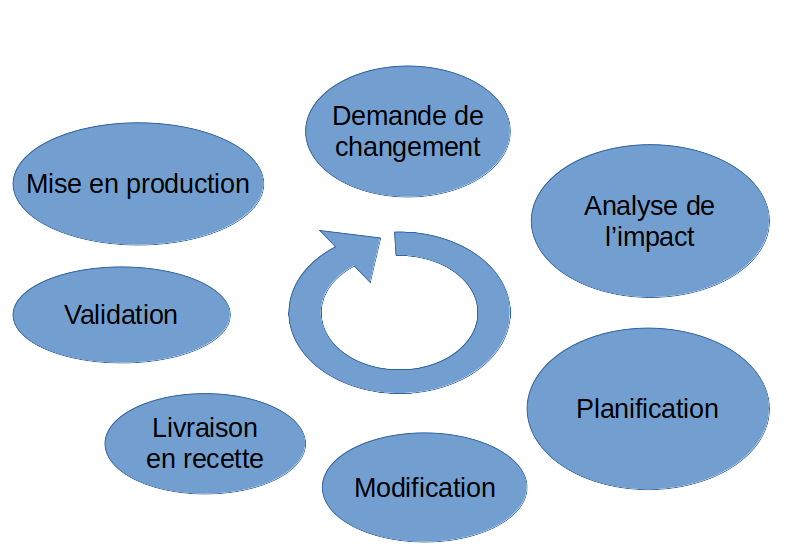 Demande de
changement
Analyse de
l’impact
Planification
Modification
Livraison
en recette
Validation
Mise en production